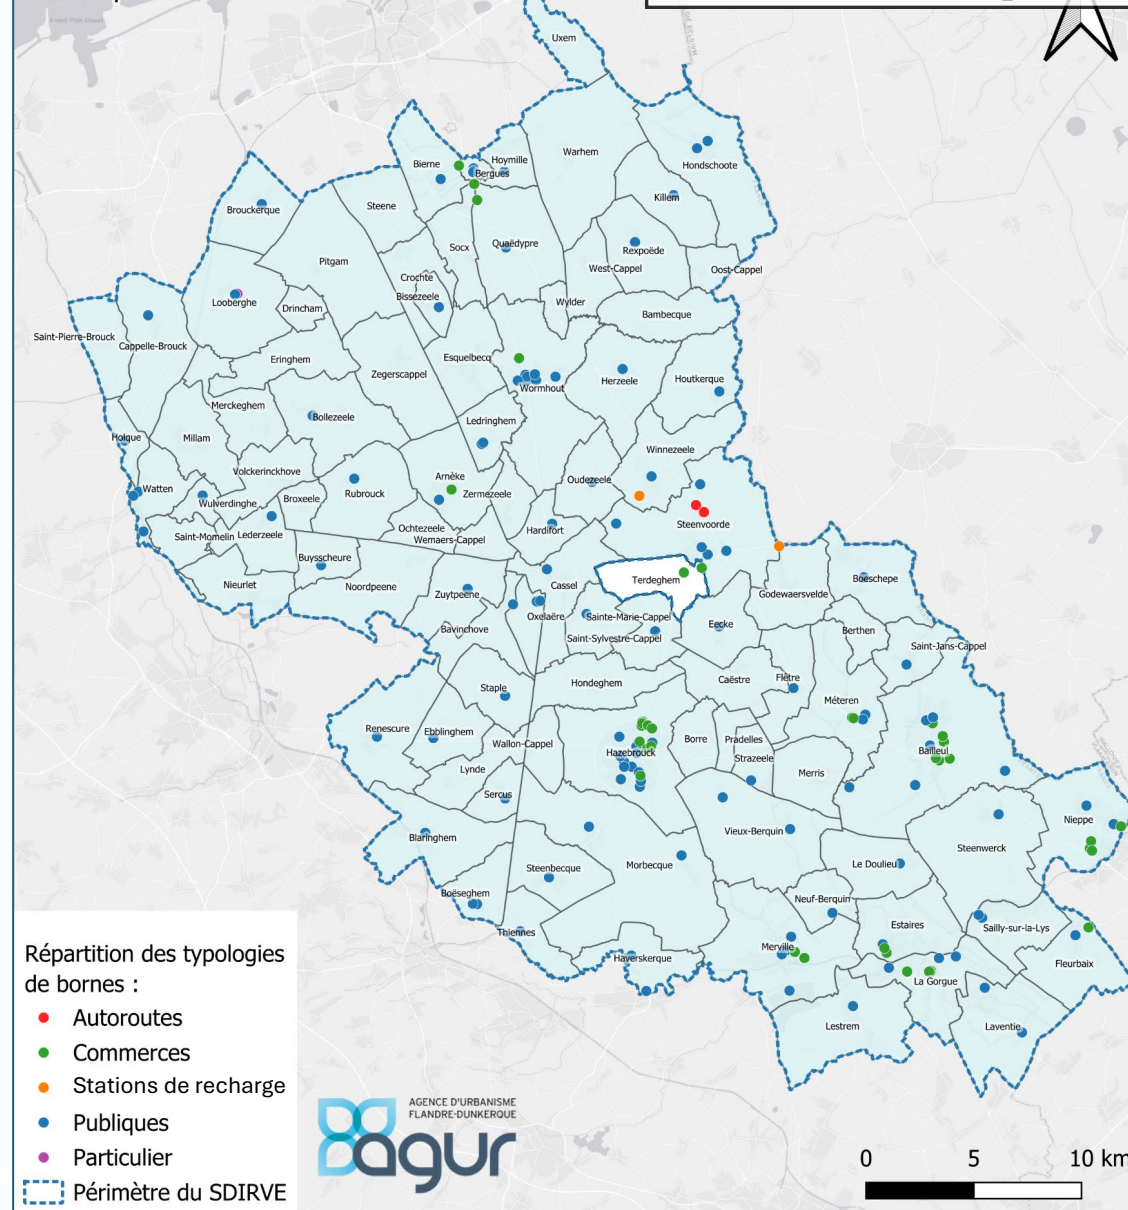 Uxem
Warhem
Hondschoote
Hoymille
Bierne
Bergues
Killem
Brouckerque
Steene
Socx
Quaëdypre
Rexpoëde
West-Cappel
Oost-Cappel
Pitgam
Crochte
Bissezeele
Looberghe
Drincham
Wylder
Bambecque
Saint-Pierre-Brouck
Cappelle-Brouck
Eringhem
Esquelbecq
Zegerscappel
Wormhout
Herzeele
Houtkerque
Merckeghem
Bollezeele
Ledringhem
Holque
Millam
Winnezeele
Volckerinckhove
Arnèke
Oudezeele
Watten
Wulverdinghe
Broxeele
Rubrouck
Zermezeele
Steenvoorde
Saint-Momelin
Lederzeele
Ochtezeele
Wemaers-Cappel
Hardifort
Buysscheure
Nieurlet
Noordpeene
Zuytpeene
Cassel
Terdeghem
Boeschepe
Godewaersvelde
Oxelaëre
Sainte-Marie-Cappel
Bavinchove
Saint-Sylvestre-Cappel
Eecke
Berthen
Saint-Jans-Cappel
Hondeghem
Caëstre
Flêtre
Staple
Méteren
Renescure
Ebblinghem
Wallon-Cappel
Hazebrouck
Borre
Pradelles
Strazeele
Bailleul
Lynde
Merris
Sercus
Nieppe
Blaringhem
Vieux-Berquin
Steenwerck
Steenbecque
Morbecque
Le Doulieu
Boëseghem
Neuf-Berquin
Thiennes
Estaires
Sailly-sur-la-Lys
Merville
Haverskerque
Fleurbaix
La Gorgue
Lestrem
Laventie
Répartition des typologies
de bornes :
Autoroutes
Commerces
Stations de recharge
Publiques
Particulier
Périmètre du SDIRVE
AGENCE D'URBANISME
FLANDRE-DUNKERQUE
agur
0 5 10 km